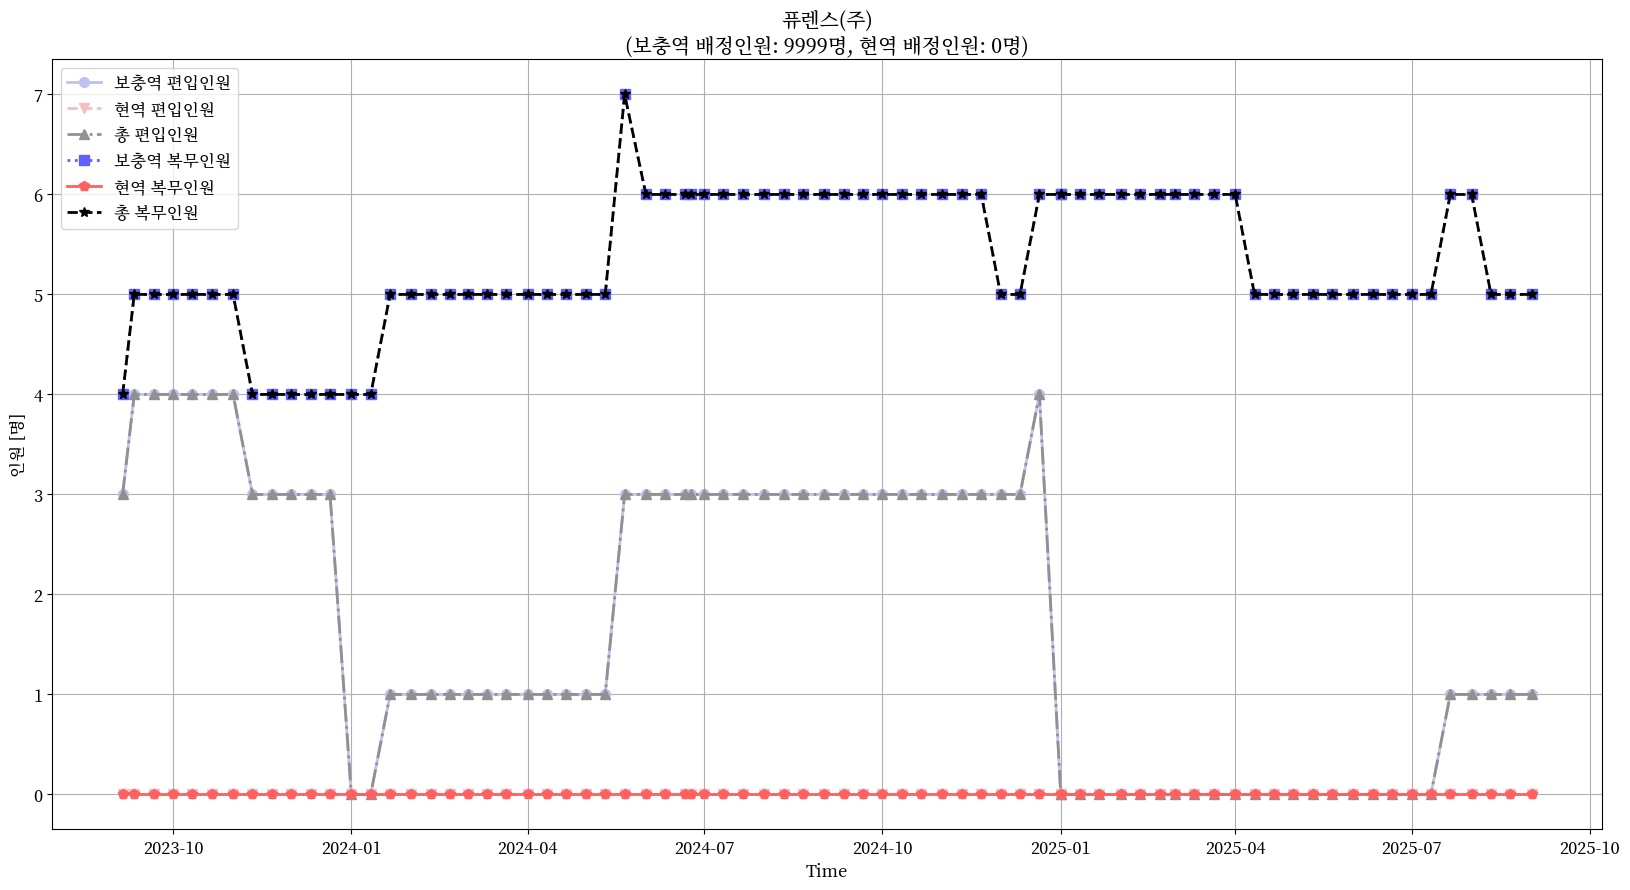 퓨렌스(주)
(보충역 배정인원: 9999명, 현역 배정인원: 0명)
보충역 편입인원
현역 편입인원
총 편입인원
보충역 복무인원
현역 복무인원
총 복무인원
인원 [명]
7
6
5
4
3
2
1
0
2023-10
2024-01
2024-04
2024-07
2024-10
2025-01
2025-04
2025-07
2025-10
Time